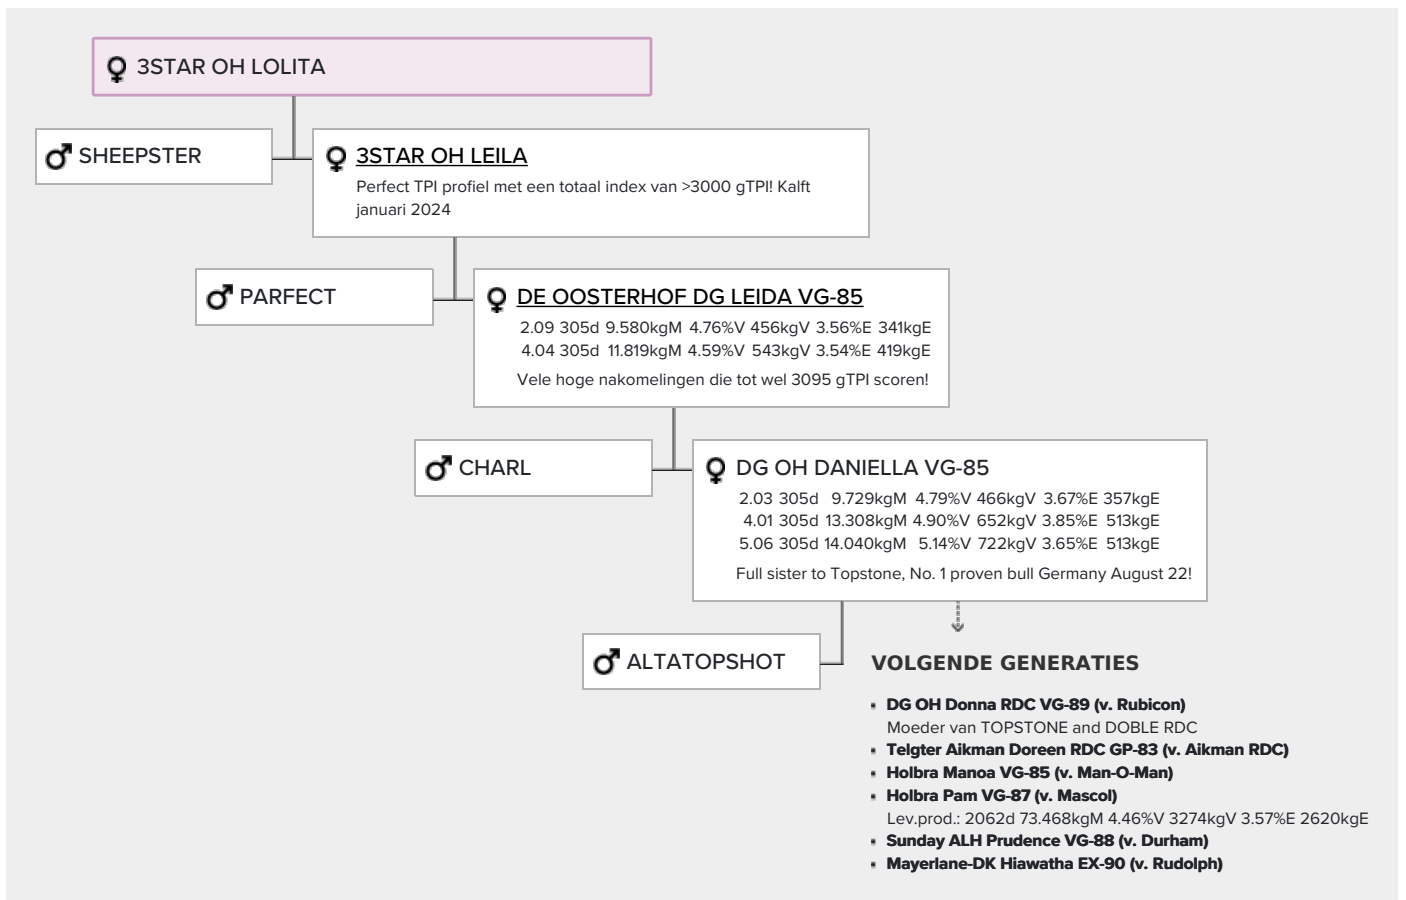 3STAR OH LOLITA
SHEEPSTER
3STAR OH LEILA
Perfect TPI profiel met een totaal index van >3000 gTPI! Kalft
januari 2024
PARFECT
DE OOSTERHOF DG LEIDA VG-85
2.09 305d 9.580kgM 4.76%V 456kgV 3.56%E 341kgE
4.04 305d 11.819kgM 4.59%V 543kgV 3.54%E 419kgE
Vele hoge nakomelingen die tot wel 3095 gTPI scoren!
CHARL
DG OH DANIELLA VG-85
2.03 305d 9.729kgM 4.79%V 466kgV 3.67%E 357kgE
4.01 305d 13.308kgM 4.90%V 652kgV 3.85%E 513kgE
5.06 305d 14.040kgM 5.14%V 722kgV 3.65%E 513kgE
Full sister to Topstone, No. 1 proven bull Germany August 22!
ALTATOPSHOT
VOLGENDE GENERATIES
DG OH Donna RDC VG-89 (v. Rubicon)
Moeder van TOPSTONE and DOBLE RDC
Telgter Aikman Doreen RDC GP-83 (v. Aikman RDC)
Holbra Manoa VG-85 (v. Man-O-Man)
Holbra Pam VG-87 (v. Mascol)
Lev.prod.: 2062d 73.468kgM 4.46%V 3274kgV 3.57%E 2620kgE
Sunday ALH Prudence VG-88 (v. Durham)
Mayerlane-DK Hiawatha EX-90 (v. Rudolph)